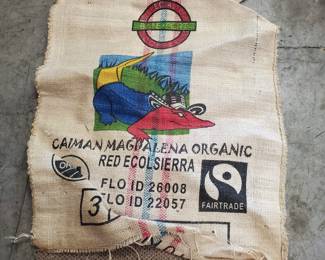 CAIMAN MAGDALENA ORGANIC
RED ECOLSIERRA
FLO ID 26008
FLO ID 22057
FAIRTRADE
3